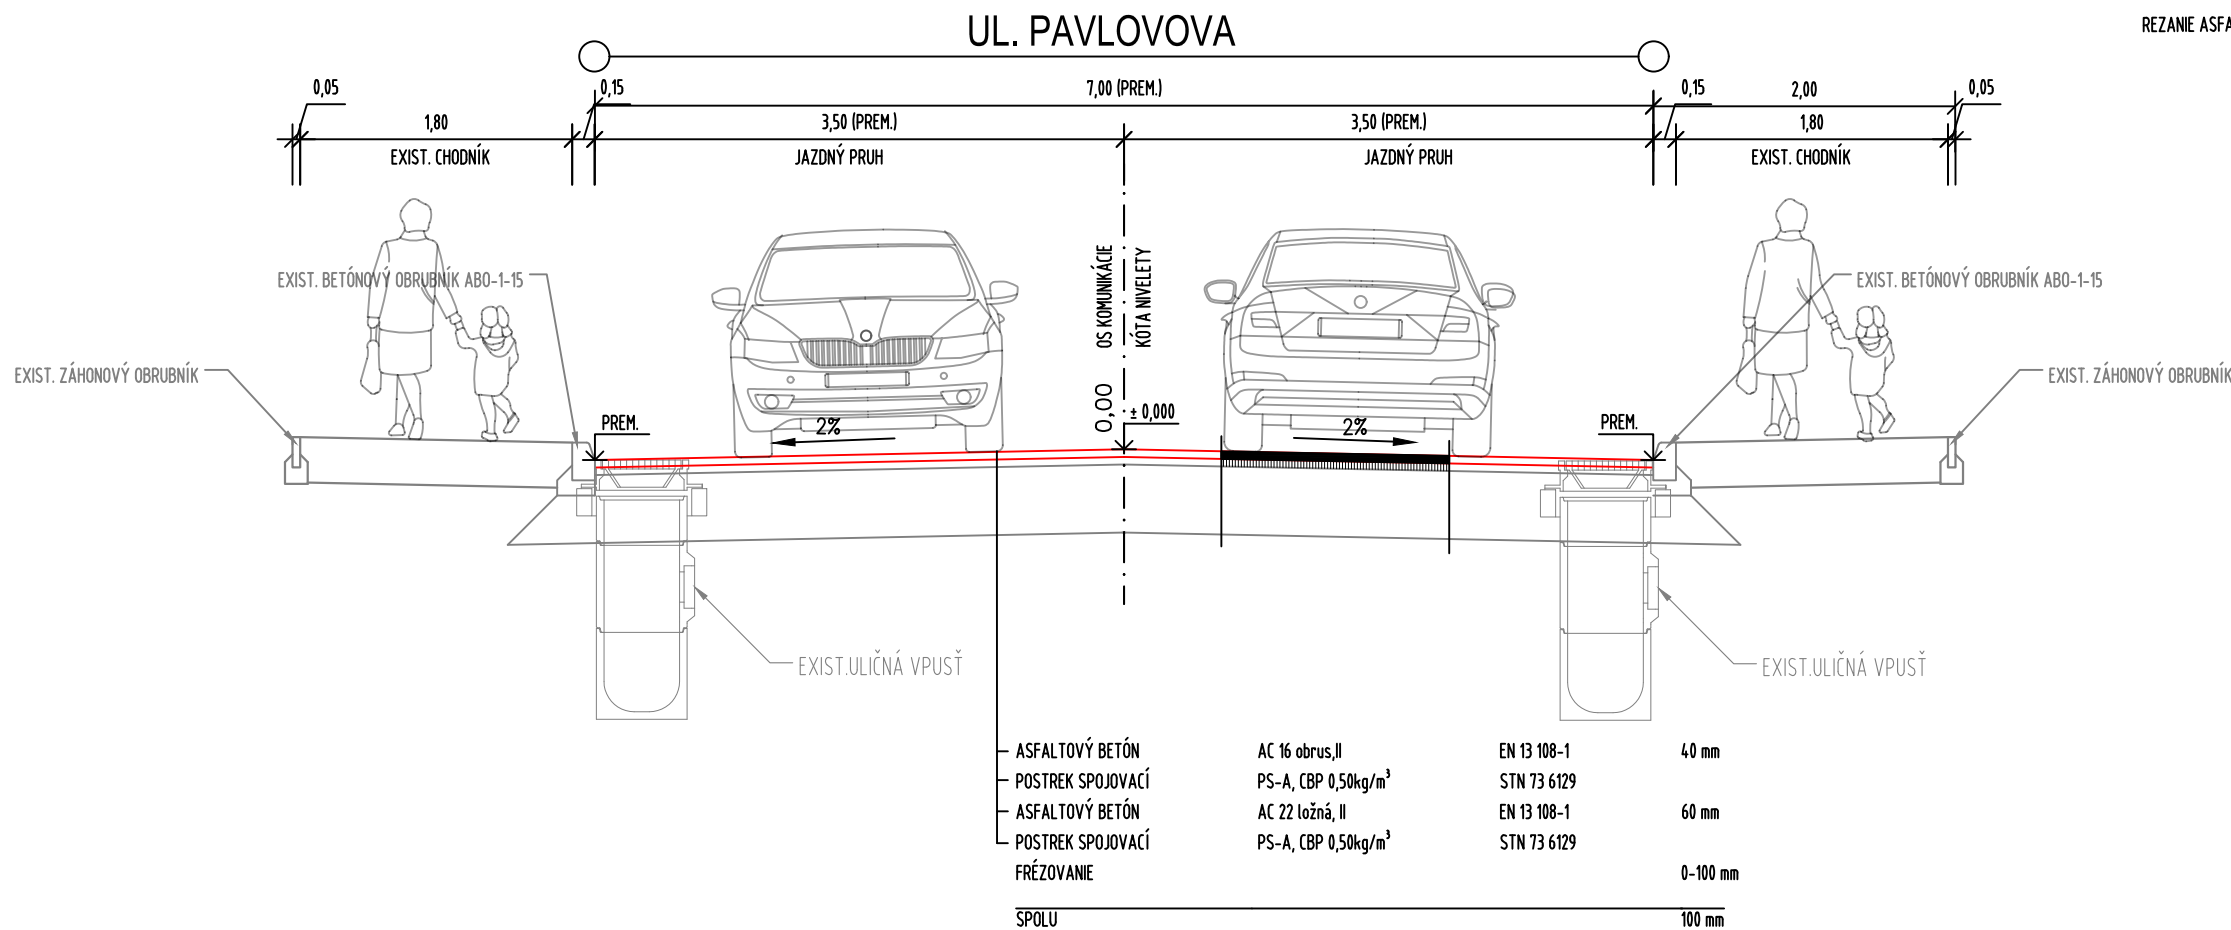 UL. PAVLOVOVA
REZANIE ASFA
0,05
0,15
7,00 (PREM.)
0,15
2,00
0,05
1,80
3,50 (PREM.)
3,50 (PREM.)
1,80
EXIST. CHODNÍK
JAZDNÝ PRUH
JAZDNÝ PRUH
EXIST. CHODNÍK
OS KOMUNIKÁCIE
KÓTA NIVELETY
EXIST. BETÓNOVÝ OBRUBNÍK ABO-1-15
EXIST. BETÓNOVÝ OBRUBNÍK ABO-1-15
EXIST. ZÁHONOVÝ OBRUBNÍK
EXIST. ZÁHONOVÝ OBRUBNÍK
PREM.
2%
0,00
± 0,000
2%
PREM.
EXIST.ULIČNÁ VPUSŤ
EXIST.ULIČNÁ VPUSŤ
ASFALTOVÝ BETÓN AC 16 obrus,II EN 13 108-1 40 mm
POSTREK SPOJOVACÍ PS-A, CBP 0,50kg/m³ STN 73 6129
ASFALTOVÝ BETÓN AC 22 ložná, II EN 13 108-1 60 mm
POSTREK SPOJOVACÍ PS-A, CBP 0,50kg/m³ STN 73 6129
FRÉZOVANIE 0-100 mm
SPOLU 100 mm